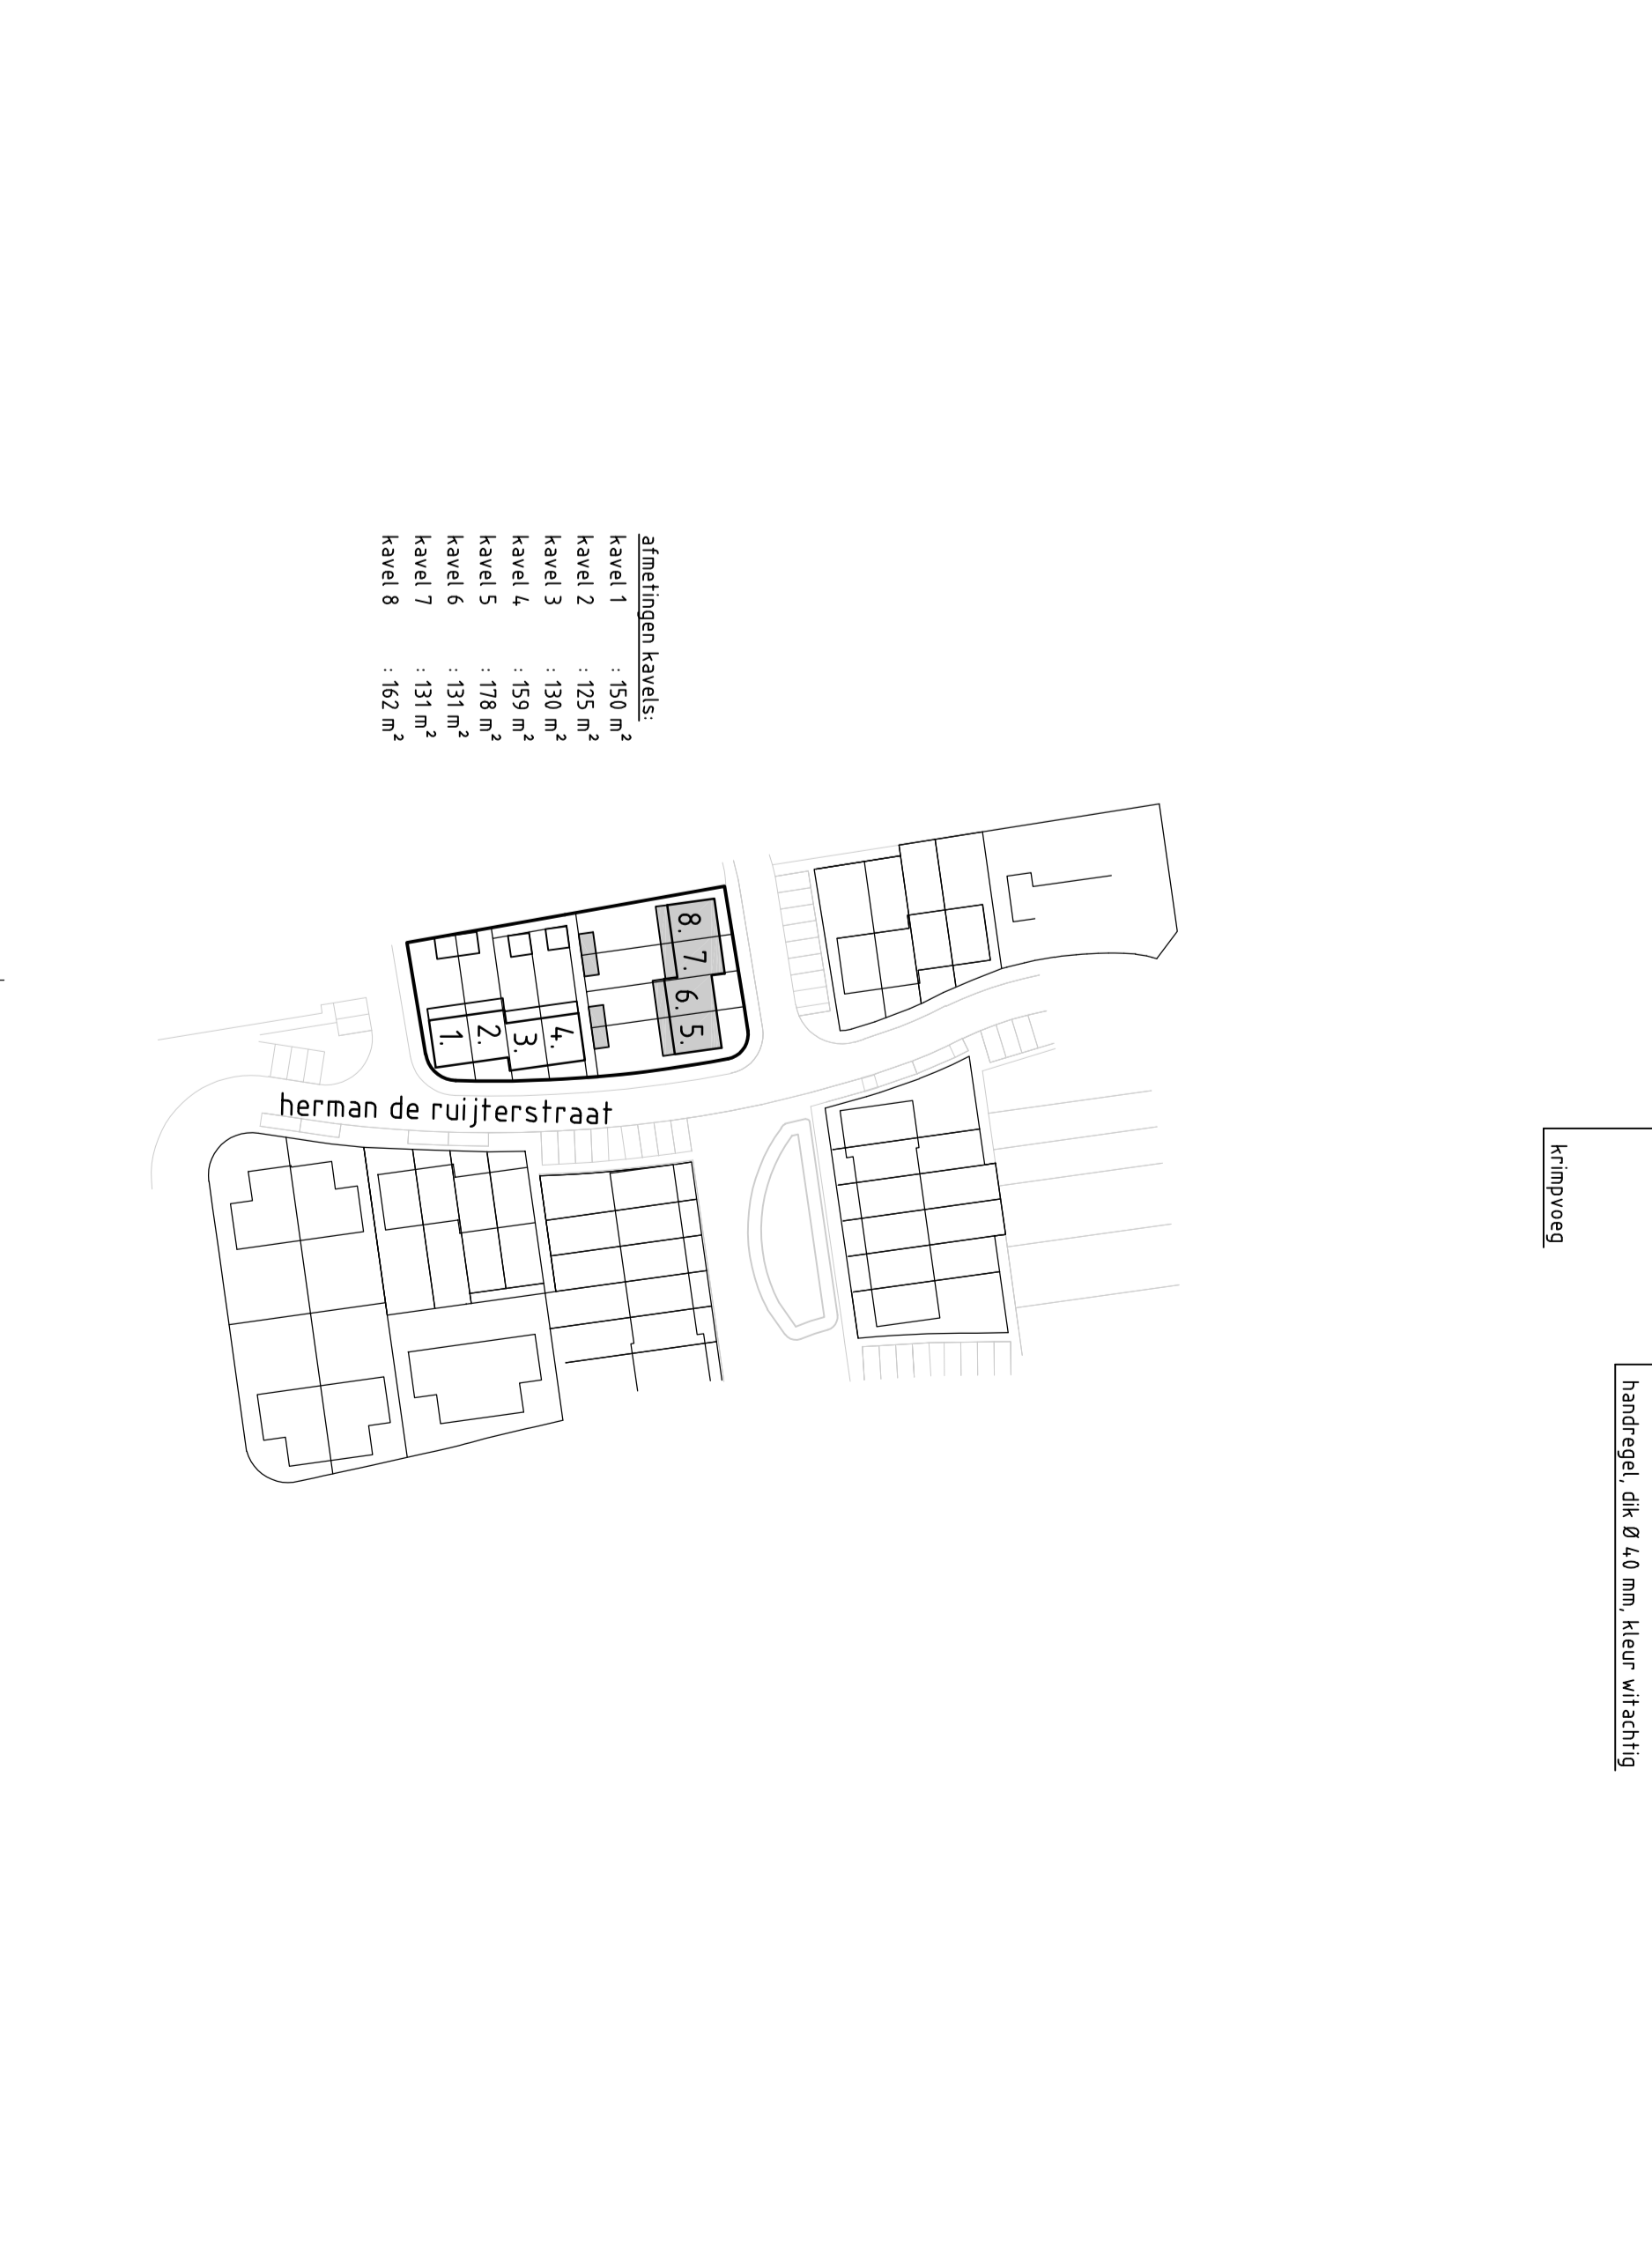 afmetingen kavels:
kavel 1 : 150 m²
kavel 2 : 125 m²
kavel 3 : 130 m²
kavel 4 : 159 m²
kavel 5 : 178 m²
kavel 6 : 131 m²
kavel 7 : 131 m²
kavel 8 : 162 m²
8.
7.
6.
5.
1.
2.
3.
4.
herman de ruijterstraat
krimpvoeg
handregel, dik Ø 40 mm, kleur witachtig